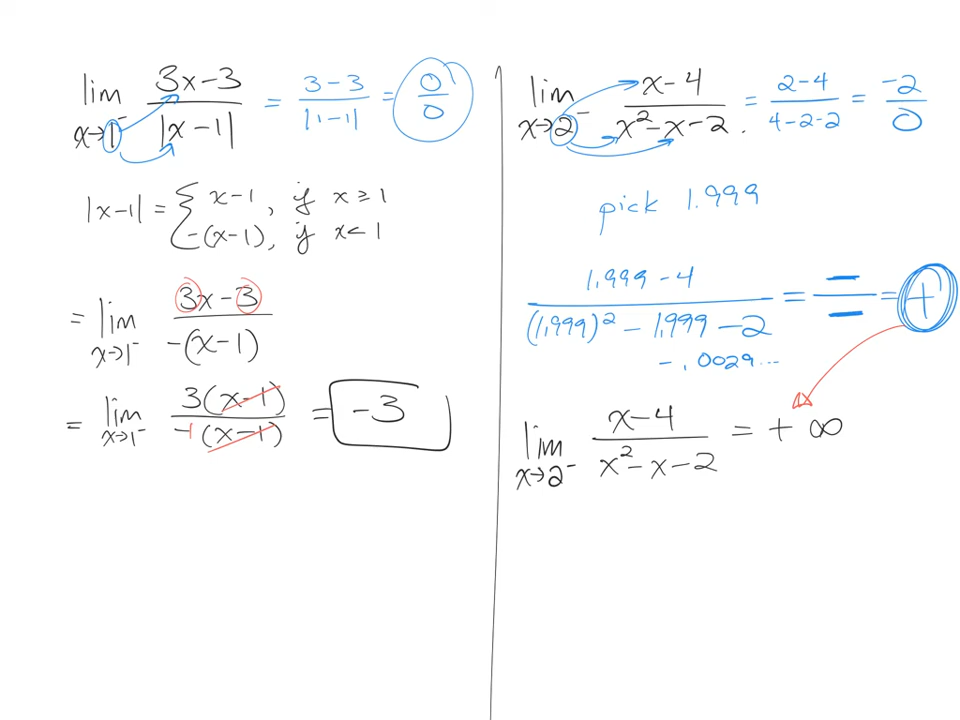 lim x→1⁻ 3x-3 / |x-1| = 3-3 / |1-1| = 0/0
|x-1| = { x-1, if x ≥ 1
-(x-1), if x < 1
= lim x→1⁻ 3x-3 / -(x-1)
= lim x→1⁻ 3(x-1) / -1(x-1) = -3
lim x→2⁻ x-4 / x²-x-2 = 2-4 / 4-2-2 = -2/0
pick 1.999
1.999-4 / (1.999)²-1.999-2 = -/- = +
-.0029...
lim x→2⁻ x-4 / x²-x-2 = +∞